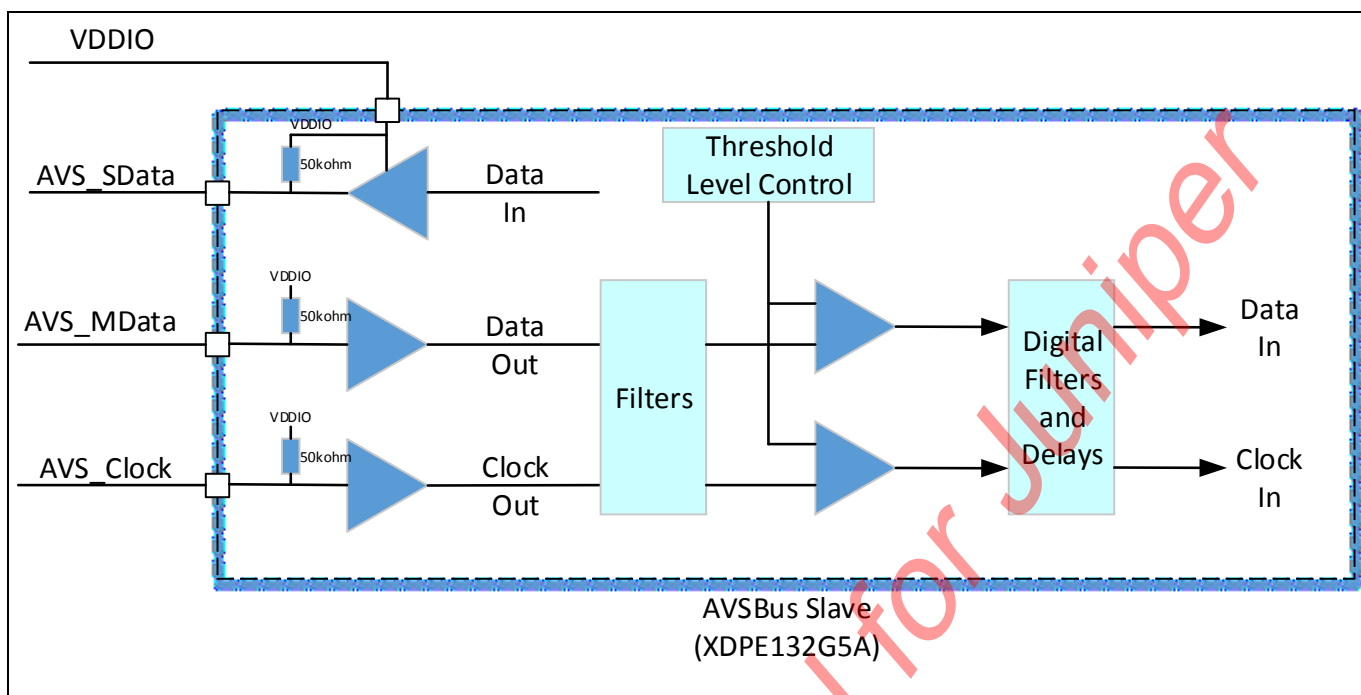 VDDIO
VDDIO
50kohm
AVS_SData
Data
In
Threshold
Level Control
VDDIO
50kohm
AVS_MData
Data
Out
Filters
Digital
Filters
and
Delays
Data
In
VDDIO
50kohm
AVS_Clock
Clock
Out
Clock
In
AVSBus Slave
(XDPE132G5A)
for Juniper